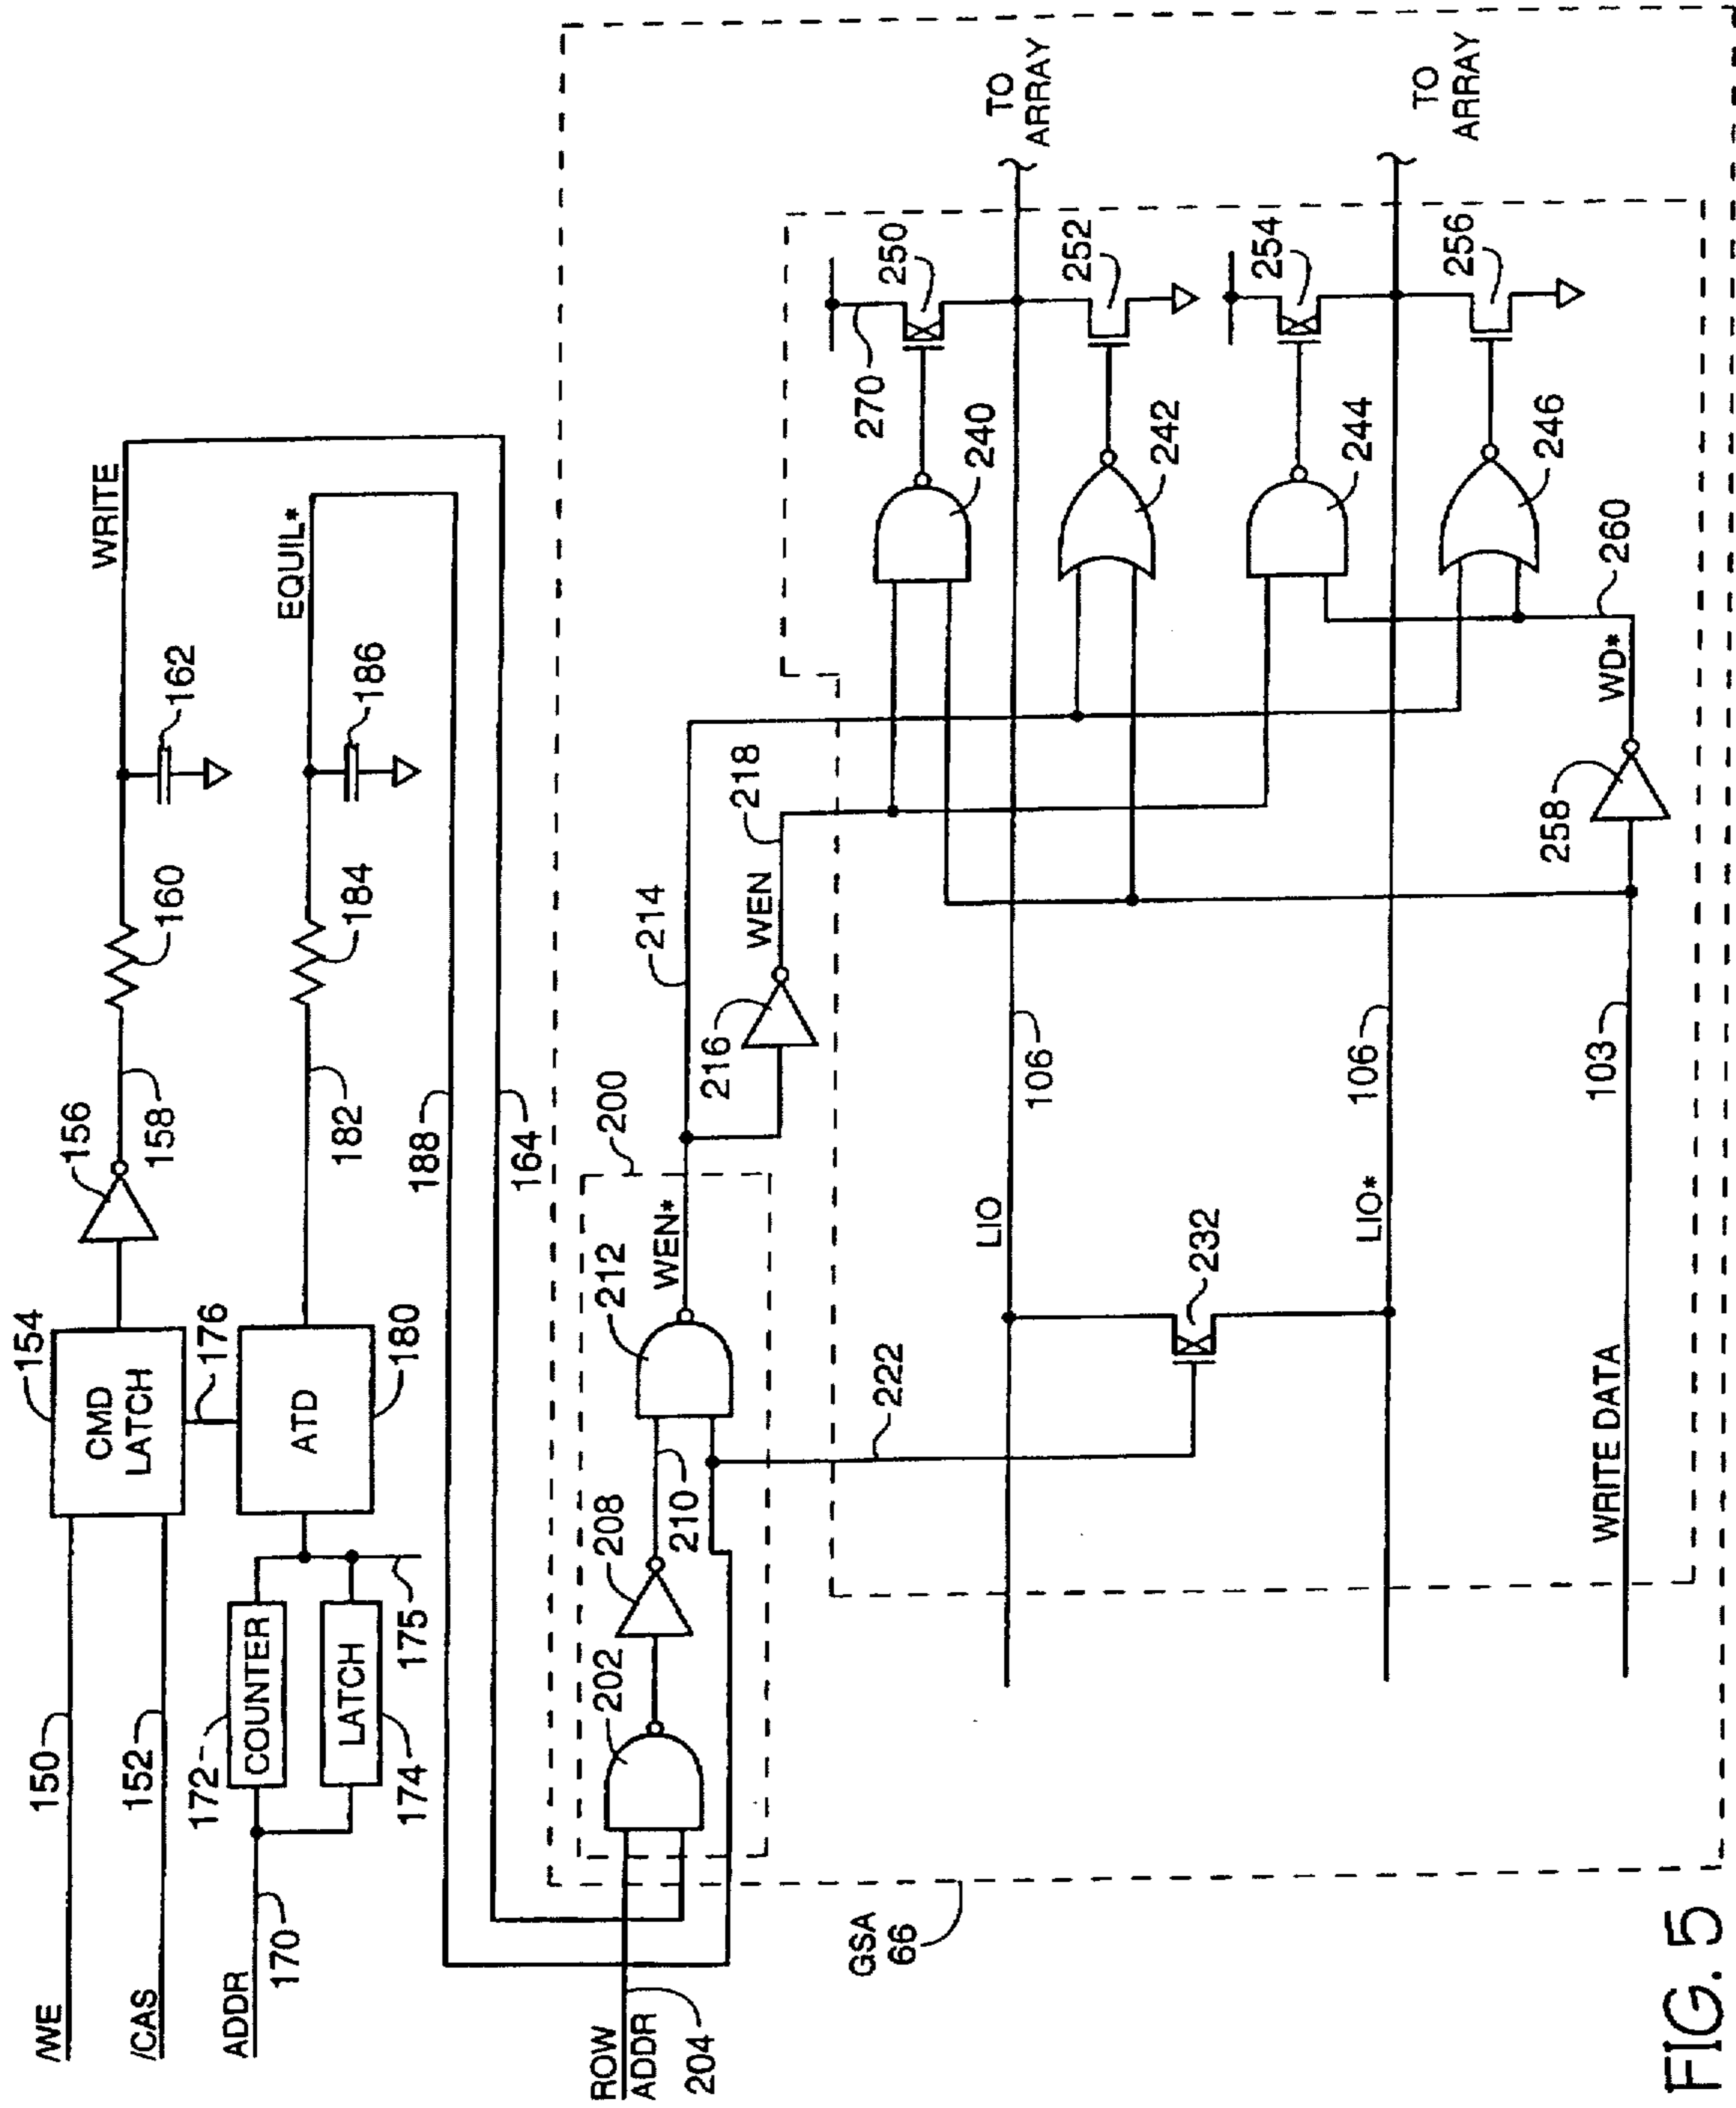 /WE
150
/CAS
152
154
CMD
LATCH
156
158
160
162
WRITE
176
ADDR
170
172
COUNTER
LATCH
174
175
ATD
180
182
184
186
EQUIL*
188
164
ROW
ADDR
204
202
208
210
212
200
WEN*
214
216
WEN
218
222
GSA
66
LIO
106
232
LIO*
106
WRITE DATA
103
258
WD*
260
240
242
244
246
270
250
252
254
256
TO
ARRAY
TO
ARRAY
FIG. 5